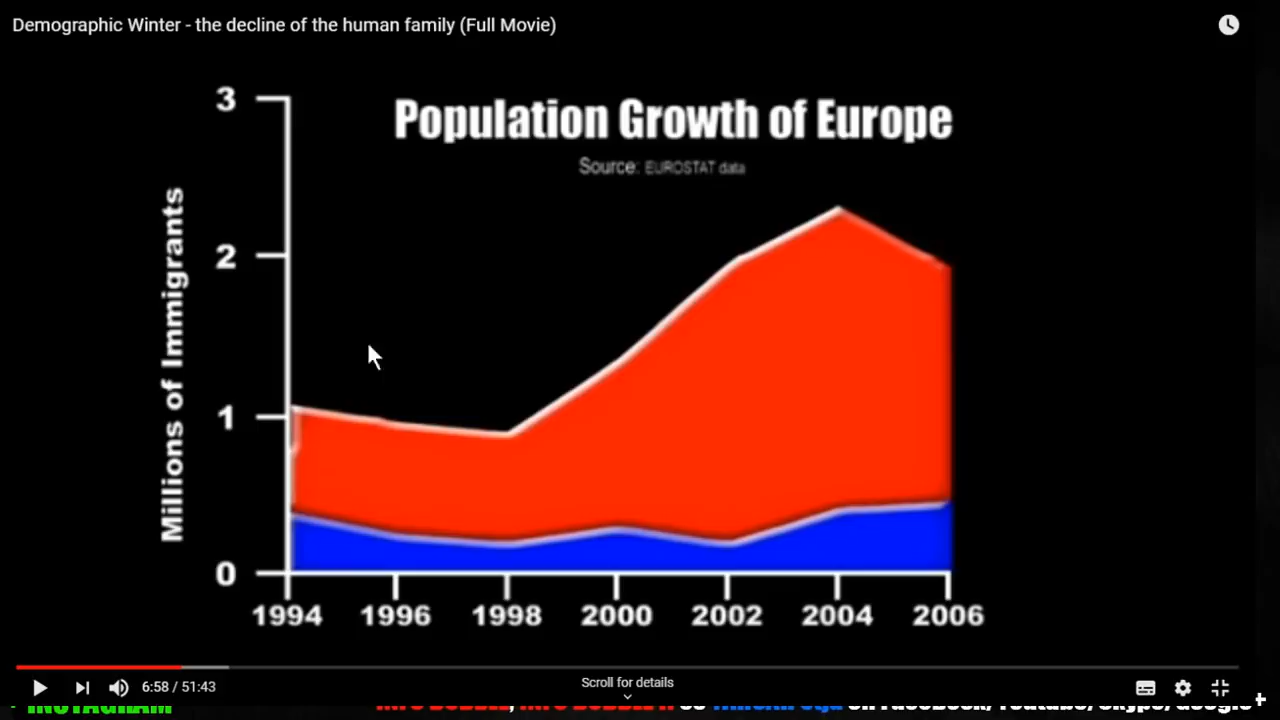 Demographic Winter - the decline of the human family (Full Movie)
Population Growth of Europe
Source: EUROSTAT data
3
2
1
0
Millions of Immigrants
1994 1996 1998 2000 2002 2004 2006
6:58 / 51:43
Scroll for details
INSTAGRAM